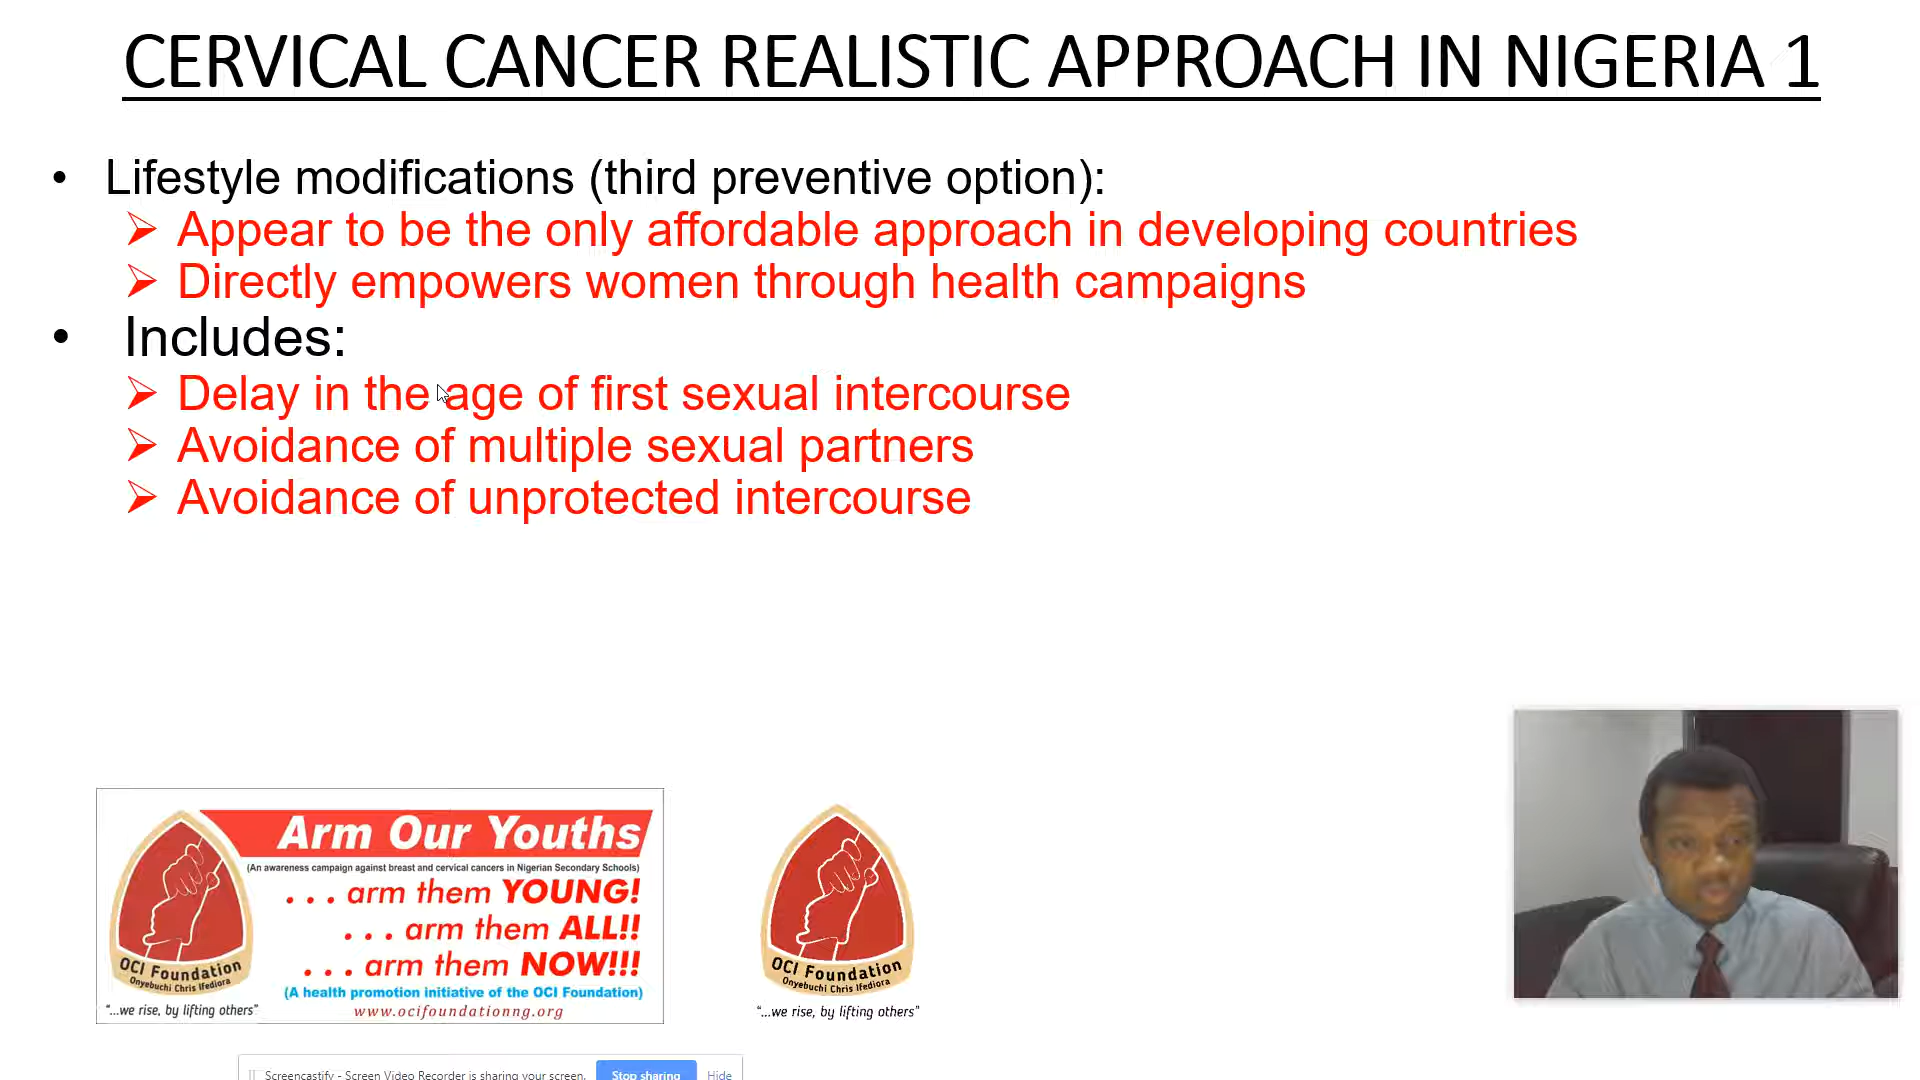 CERVICAL CANCER REALISTIC APPROACH IN NIGERIA 1
• Lifestyle modifications (third preventive option):
➢ Appear to be the only affordable approach in developing countries
➢ Directly empowers women through health campaigns
• Includes:
➢ Delay in the age of first sexual intercourse
➢ Avoidance of multiple sexual partners
➢ Avoidance of unprotected intercourse
Arm Our Youths
(An awareness campaign against breast and cervical cancers in Nigerian Secondary Schools)
. . . arm them YOUNG!
. . . arm them ALL!!
. . . arm them NOW!!!
(A health promotion initiative of the OCI Foundation)
www.ocifoundationng.org
OCI Foundation
Onyebuchi Chris Ifediora
“...we rise, by lifting others”
OCI Foundation
Onyebuchi Chris Ifediora
“...we rise, by lifting others”
Screencastify - Screen Video Recorder is sharing your screen.
Stop sharing
Hide